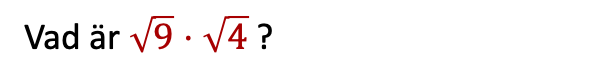 Vad är √9 · √4 ?